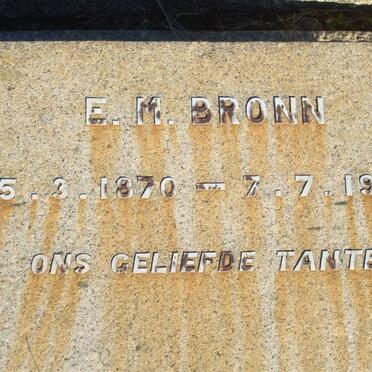 E. M. BRONN
5.3.1870 – 7.7.19
ONS GELIEFDE TANTE